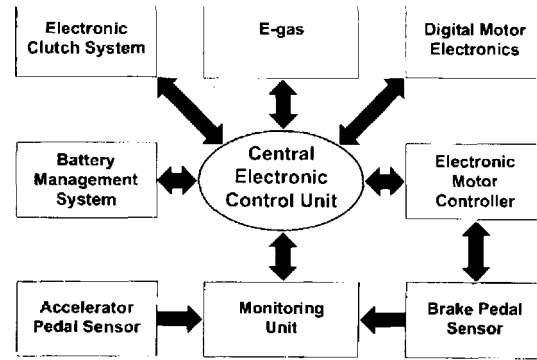 Electronic
Clutch System
E-gas
Digital Motor
Electronics
Battery
Management
System
Central
Electronic
Control Unit
Electronic
Motor
Controller
Accelerator
Pedal Sensor
Monitoring
Unit
Brake Pedal
Sensor